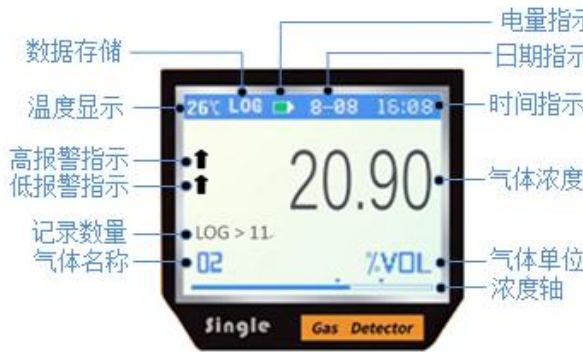 电量指示
数据存储
日期指示
温度显示
26℃ LOG 8-08 16:08
时间指示
高报警指示
低报警指示
20.90
气体浓度
记录数量
LOG > 11
气体名称
O2
%VOL
气体单位
浓度轴
Single
Gas Detector